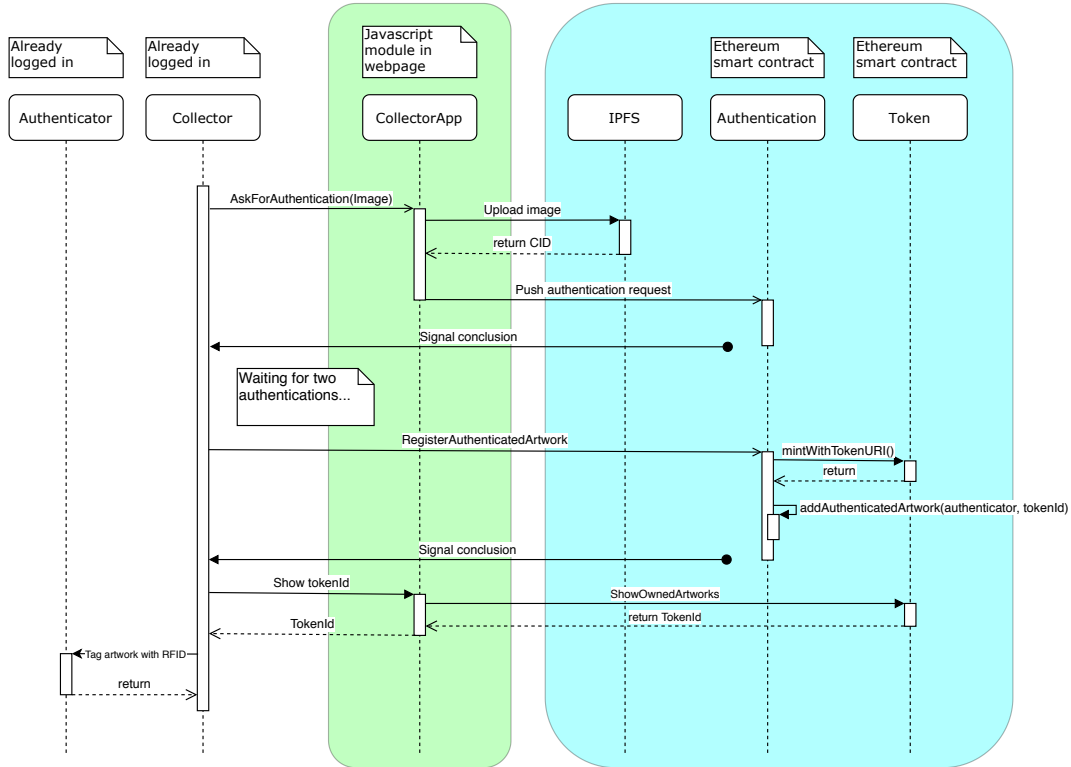 Already
logged in
Already
logged in
Javascript
module in
webpage
Ethereum
smart contract
Ethereum
smart contract
Authenticator
Collector
CollectorApp
IPFS
Authentication
Token
AskForAuthentication(Image)
Upload image
return CID
Push authentication request
Signal conclusion
Waiting for two
authentications...
RegisterAuthenticatedArtwork
mintWithTokenURI()
return
addAuthenticatedArtwork(authenticator, tokenId)
Signal conclusion
Show tokenId
ShowOwnedArtworks
return TokenId
TokenId
Tag artwork with RFID
return